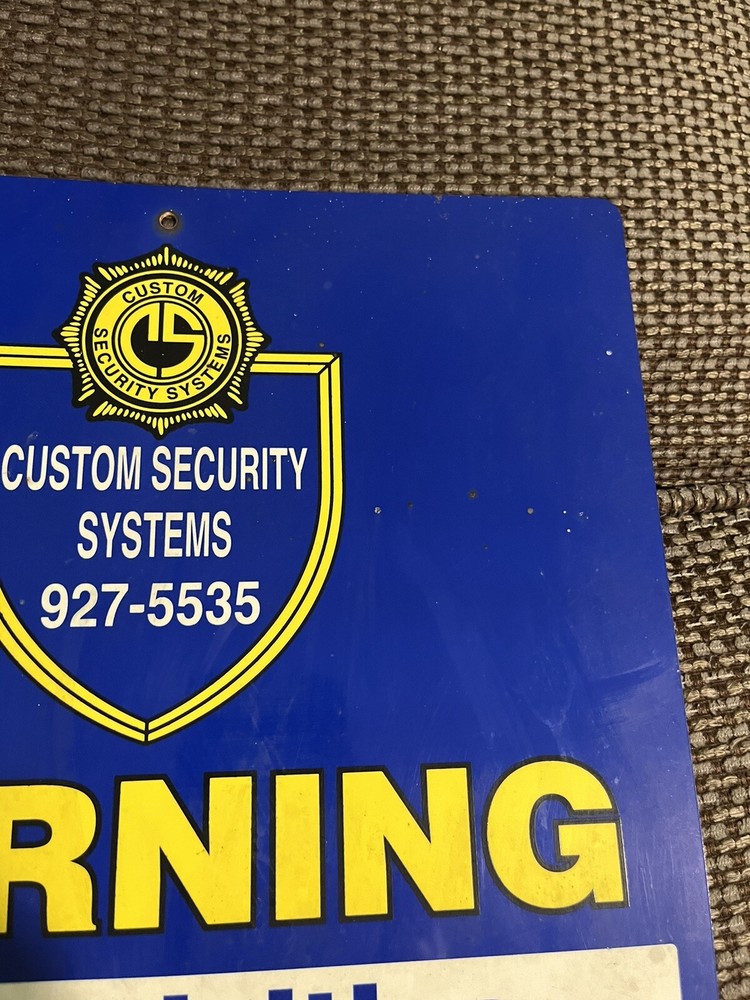 CUSTOM
CS
SECURITY SYSTEMS
CUSTOM SECURITY
SYSTEMS
927-5535
RNING